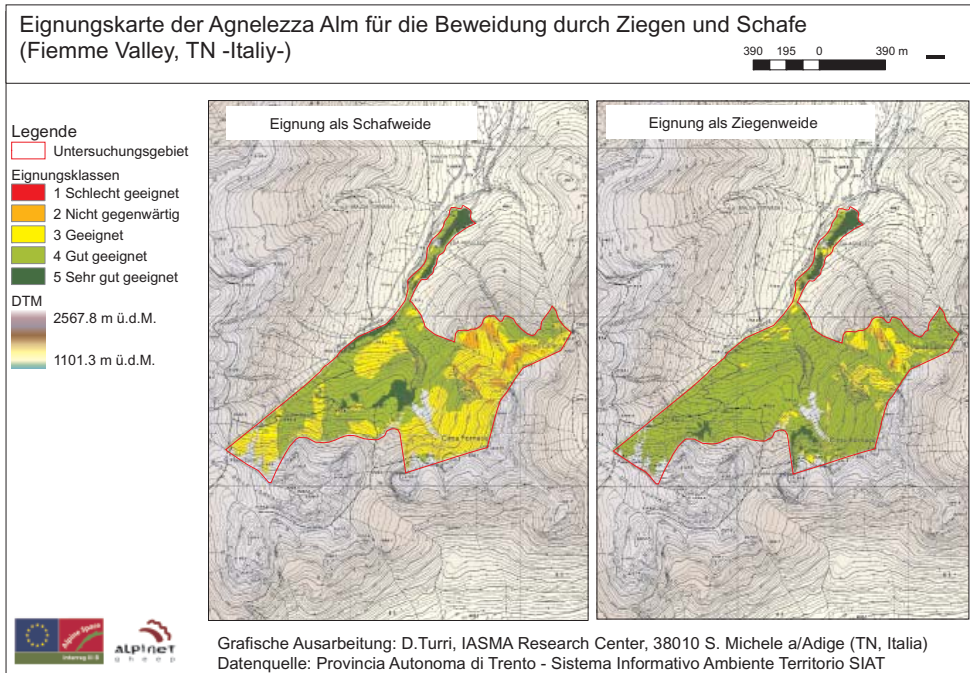 Eignungskarte der Agnelezza Alm für die Beweidung durch Ziegen und Schafe
(Fiemme Valley, TN -Italiy-)
390 195 0 390 m
Legende
Untersuchungsgebiet
Eignungsklassen
1 Schlecht geeignet
2 Nicht gegenwärtig
3 Geeignet
4 Gut geeignet
5 Sehr gut geeignet
DTM
2567.8 m ü.d.M.
1101.3 m ü.d.M.
Eignung als Schafweide
Eignung als Ziegenweide
Alpine Space
Interreg III B
ALPINET
gheep
Grafische Ausarbeitung: D.Turri, IASMA Research Center, 38010 S. Michele a/Adige (TN, Italia)
Datenquelle: Provincia Autonoma di Trento - Sistema Informativo Ambiente Territorio SIAT